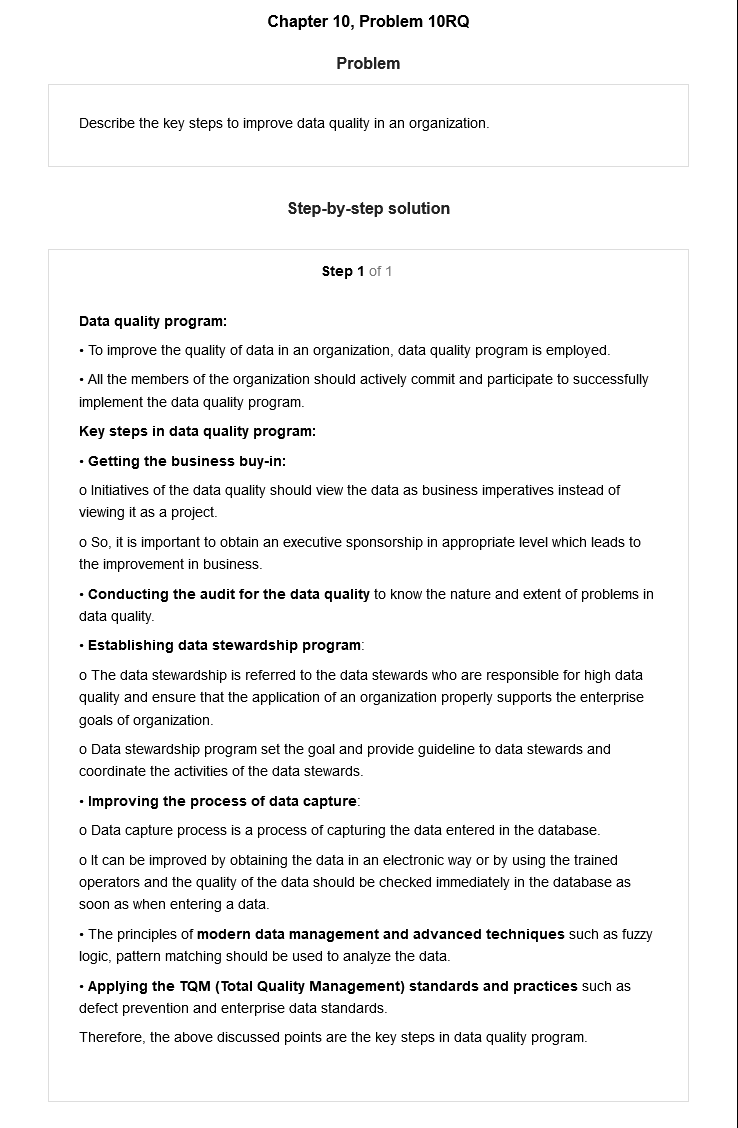 Chapter 10, Problem 10RQ
Problem
Describe the key steps to improve data quality in an organization.
Step-by-step solution
Step 1 of 1
Data quality program:
• To improve the quality of data in an organization, data quality program is employed.
• All the members of the organization should actively commit and participate to successfully
implement the data quality program.
Key steps in data quality program:
• Getting the business buy-in:
o Initiatives of the data quality should view the data as business imperatives instead of
viewing it as a project.
o So, it is important to obtain an executive sponsorship in appropriate level which leads to
the improvement in business.
• Conducting the audit for the data quality to know the nature and extent of problems in
data quality.
• Establishing data stewardship program:
o The data stewardship is referred to the data stewards who are responsible for high data
quality and ensure that the application of an organization properly supports the enterprise
goals of organization.
o Data stewardship program set the goal and provide guideline to data stewards and
coordinate the activities of the data stewards.
• Improving the process of data capture:
o Data capture process is a process of capturing the data entered in the database.
o It can be improved by obtaining the data in an electronic way or by using the trained
operators and the quality of the data should be checked immediately in the database as
soon as when entering a data.
• The principles of modern data management and advanced techniques such as fuzzy
logic, pattern matching should be used to analyze the data.
• Applying the TQM (Total Quality Management) standards and practices such as
defect prevention and enterprise data standards.
Therefore, the above discussed points are the key steps in data quality program.